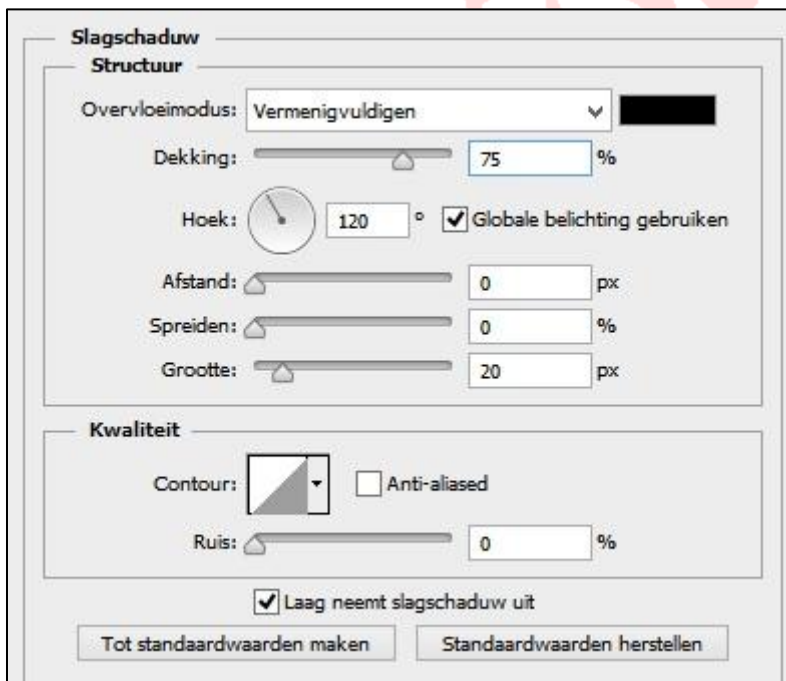 Slagschaduw
Structuur
Overvloeimodus: Vermenigvuldigen
Dekking: 75 %
Hoek: 120 ° Globale belichting gebruiken
Afstand: 0 px
Spreiden: 0 %
Grootte: 20 px
Kwaliteit
Contour: Anti-aliased
Ruis: 0 %
Laag neemt slagschaduw uit
Tot standaardwaarden maken Standaardwaarden herstellen